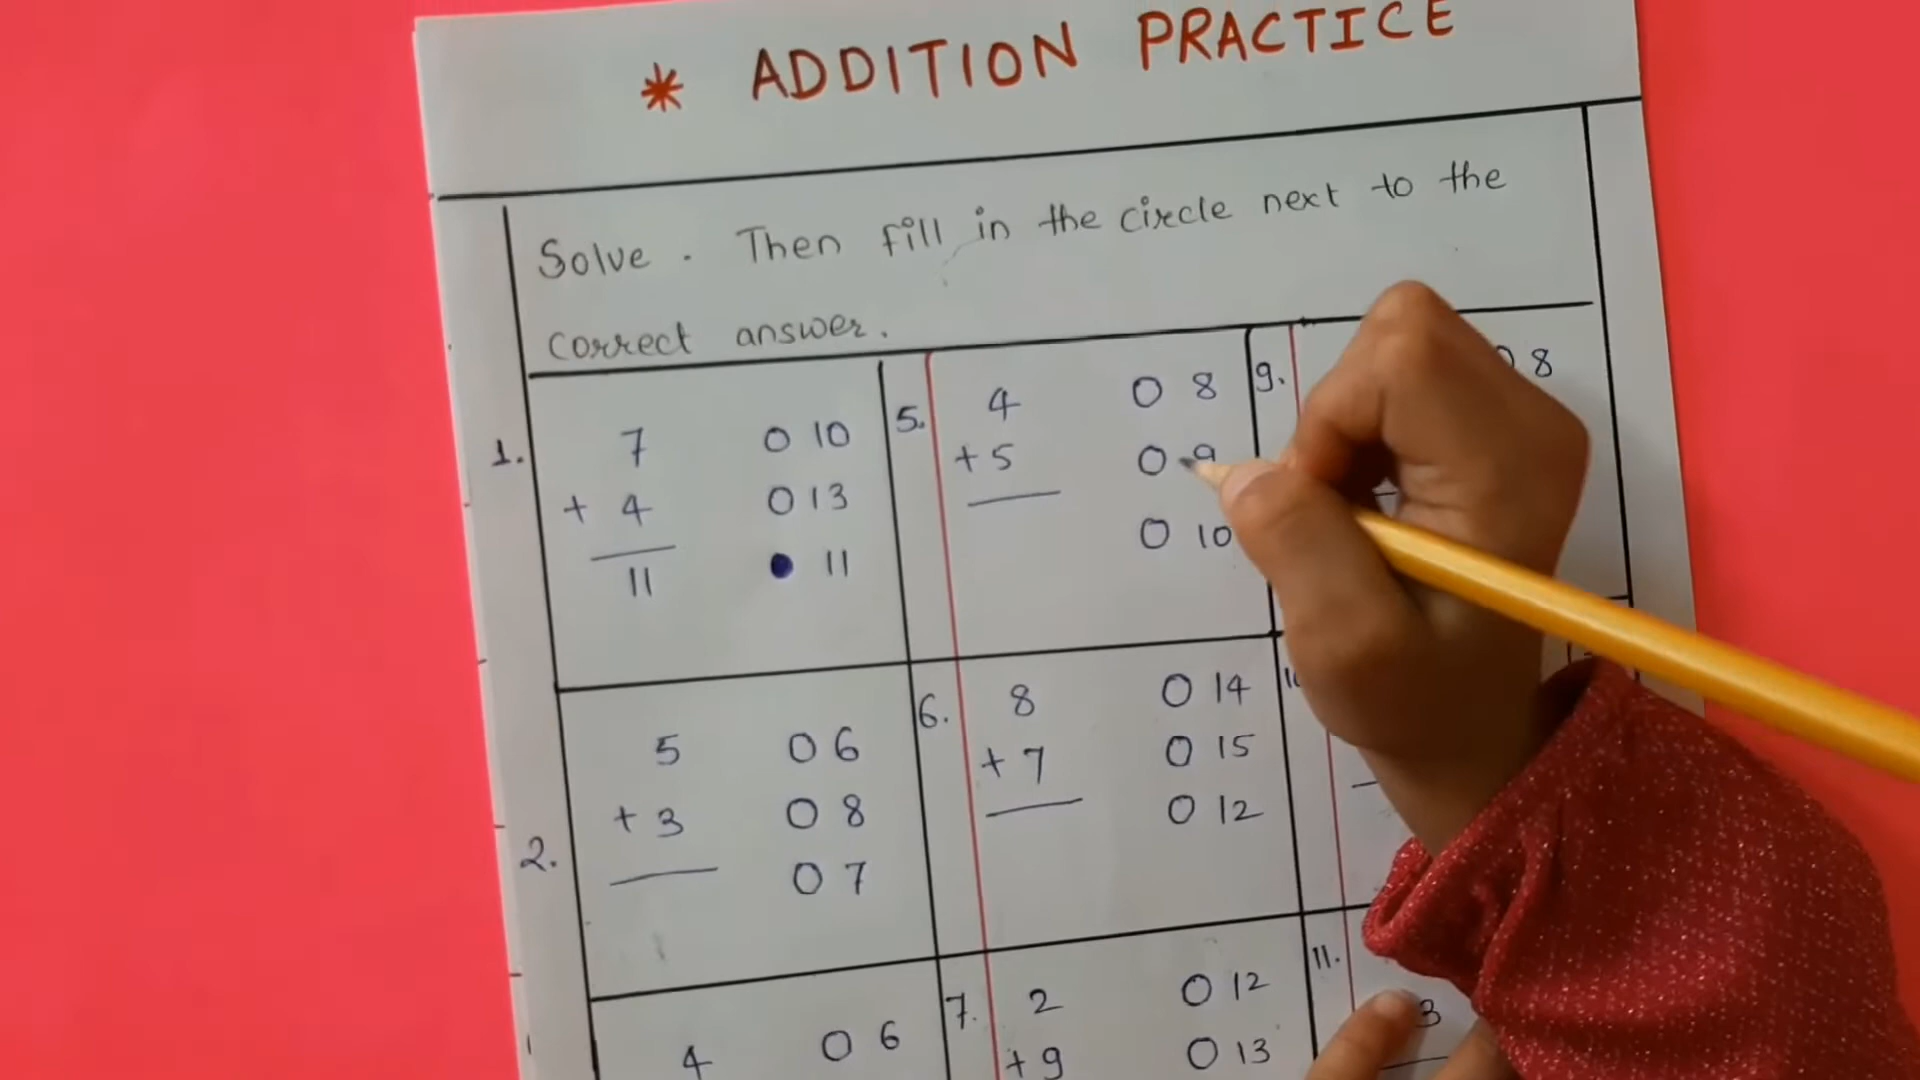 * ADDITION PRACTICE
Solve. Then fill in the circle next to the
correct answer.
1.
7 O 10
+ 4 O 13
11 ● 11
2.
5 O 6
+ 3 O 8
O 7
4 O 6
5.
4 O 8
+ 5 O 9
O 10
6.
8 O 14
+ 7 O 15
O 12
7.
2 O 12
+ 9 O 13
9.
8
11.
3